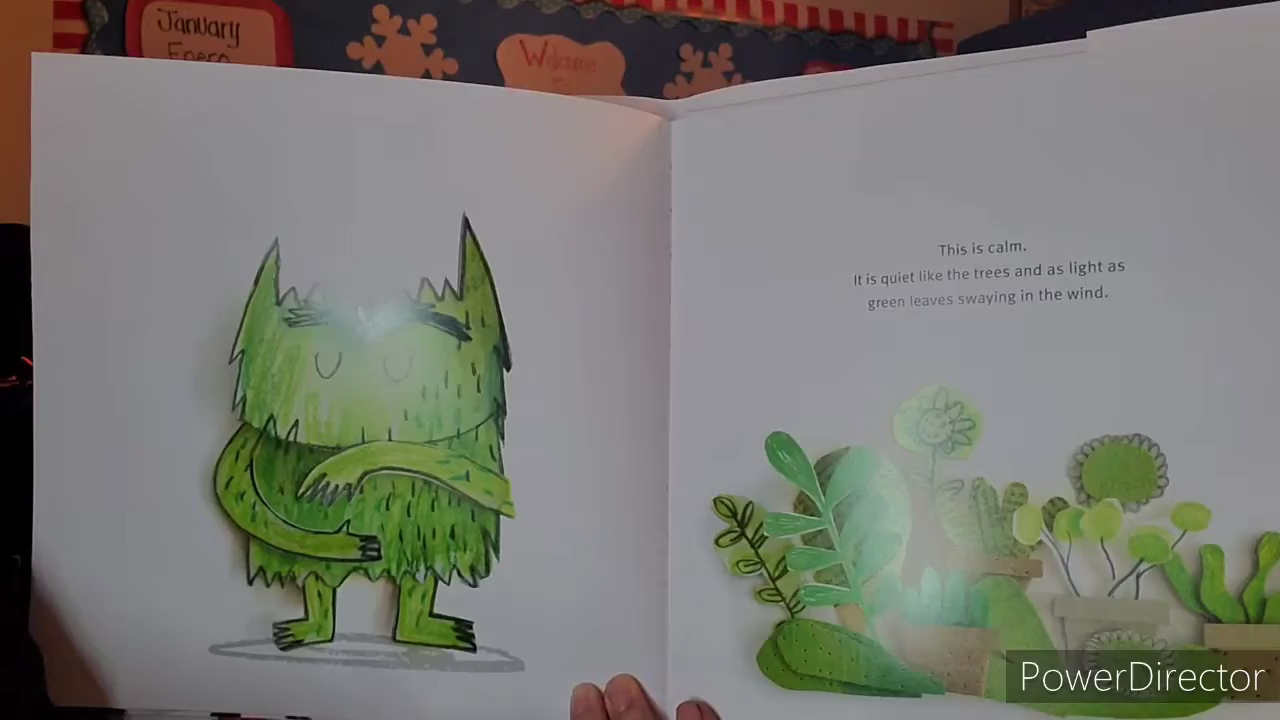 January
Enero
Welcome
This is calm.
It is quiet like the trees and as light as
green leaves swaying in the wind.
PowerDirector